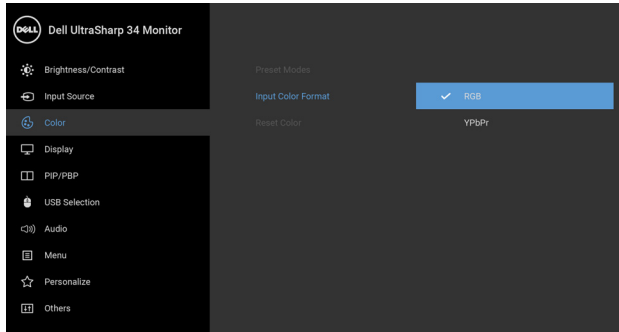 DELL Dell UltraSharp 34 Monitor
Brightness/Contrast
Preset Modes
Input Source
Input Color Format
RGB
Color
Reset Color
YPbPr
Display
PIP/PBP
USB Selection
Audio
Menu
Personalize
Others